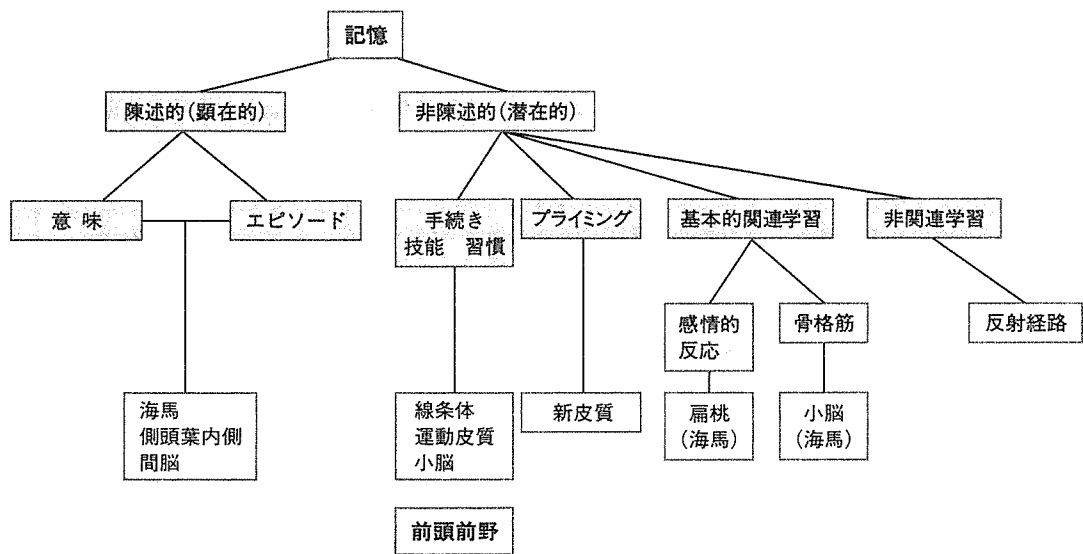 記憶
陳述的(顕在的)
非陳述的(潜在的)
意味
エピソード
手続き
技能 習慣
プライミング
基本的関連学習
非関連学習
感情的
反応
骨格筋
反射経路
海馬
側頭葉内側
間脳
線条体
運動皮質
小脳
新皮質
扁桃
(海馬)
小脳
(海馬)
前頭前野